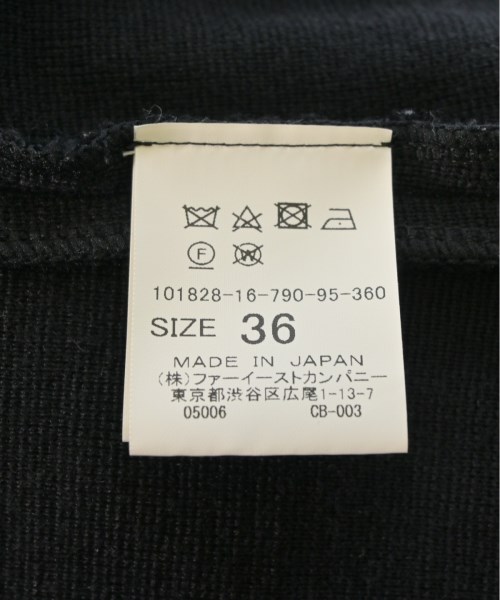 F W
101828-16-790-95-360
SIZE 36
MADE IN JAPAN
(株)ファーイーストカンパニー
東京都渋谷区広尾1-13-7
05006 CB-003